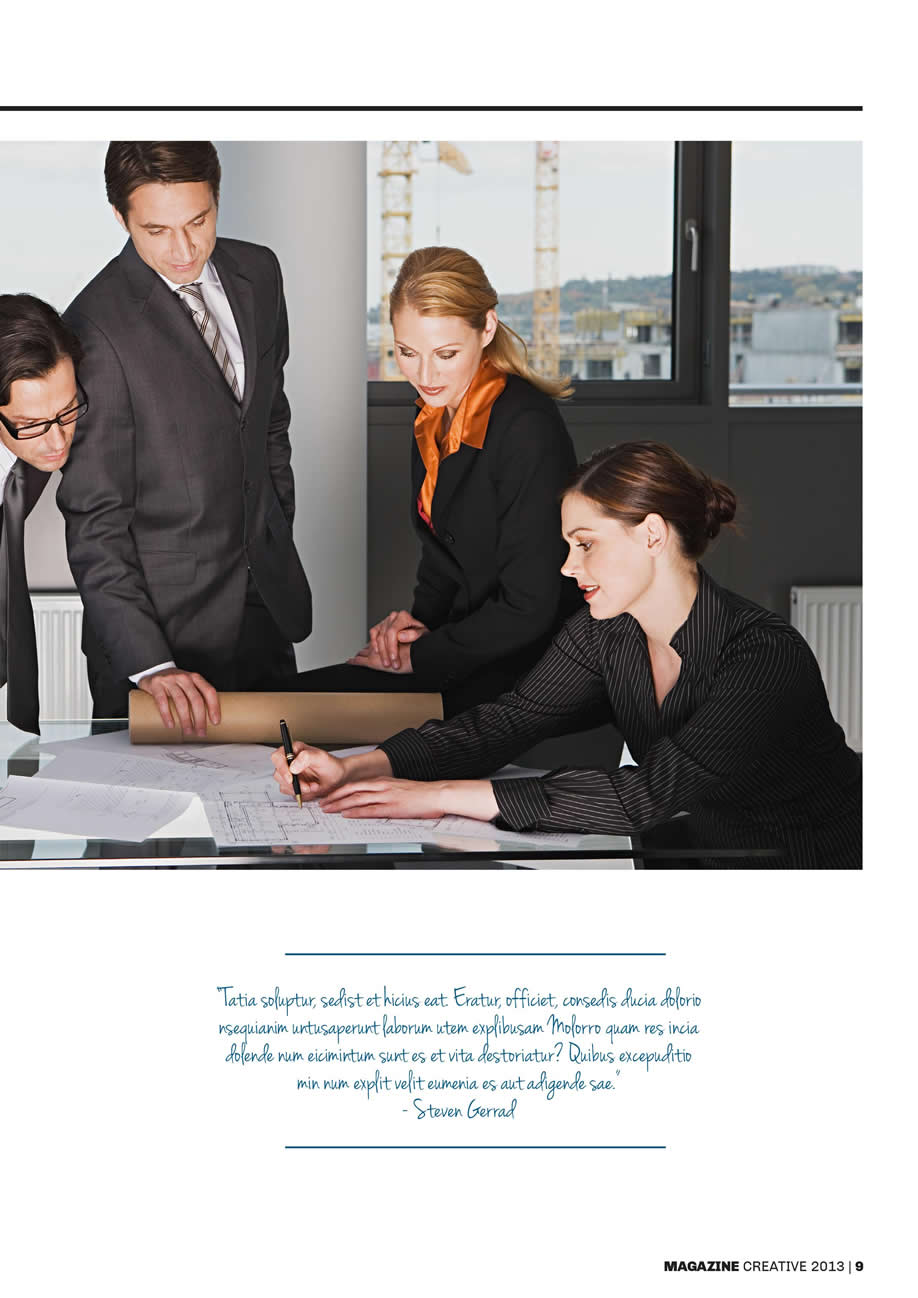 "Tatia soluptur, sedist et hicius eat. Eratur, officiet, consedis ducia dolorio
nsequianim untusaperunt laborum utem explibusam Molorro quam res incia
dolende num eicimintum sunt es et vita destoriatur? Quibus excepuditio
min num explit velit eumenia es aut adigende sae."
- Steven Gerrad
MAGAZINE CREATIVE 2013 | 9